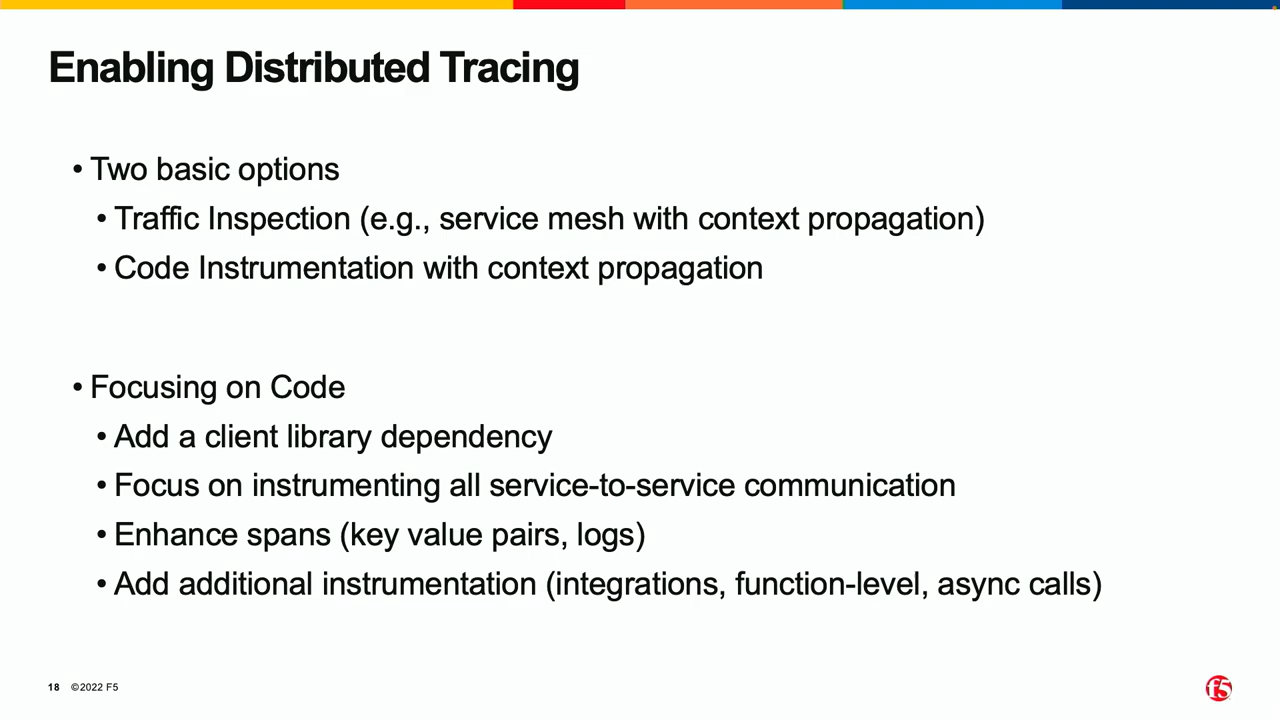 Enabling Distributed Tracing
• Two basic options
• Traffic Inspection (e.g., service mesh with context propagation)
• Code Instrumentation with context propagation
• Focusing on Code
• Add a client library dependency
• Focus on instrumenting all service-to-service communication
• Enhance spans (key value pairs, logs)
• Add additional instrumentation (integrations, function-level, async calls)
18 ©2022 F5
f5